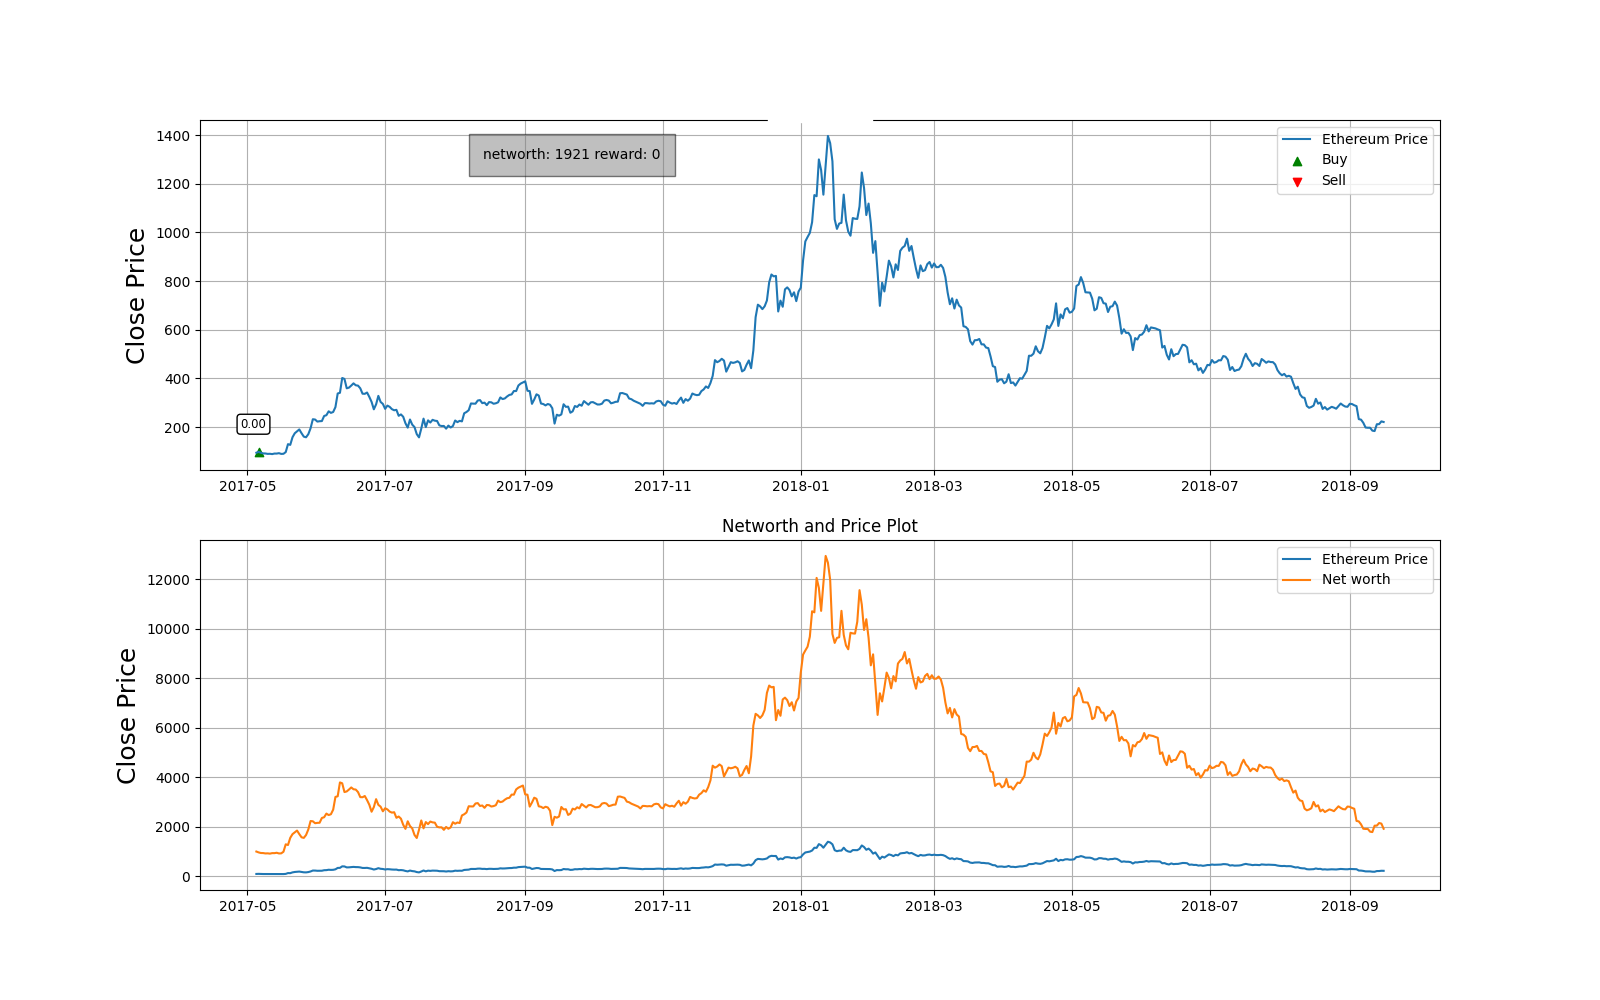 1400
1200
1000
800
600
400
200
Close Price
networth: 1921 reward: 0
Ethereum Price
Buy
Sell
0.00
2017-05 2017-07 2017-09 2017-11 2018-01 2018-03 2018-05 2018-07 2018-09
Networth and Price Plot
12000
10000
8000
6000
4000
2000
0
Close Price
Ethereum Price
Net worth
2017-05 2017-07 2017-09 2017-11 2018-01 2018-03 2018-05 2018-07 2018-09